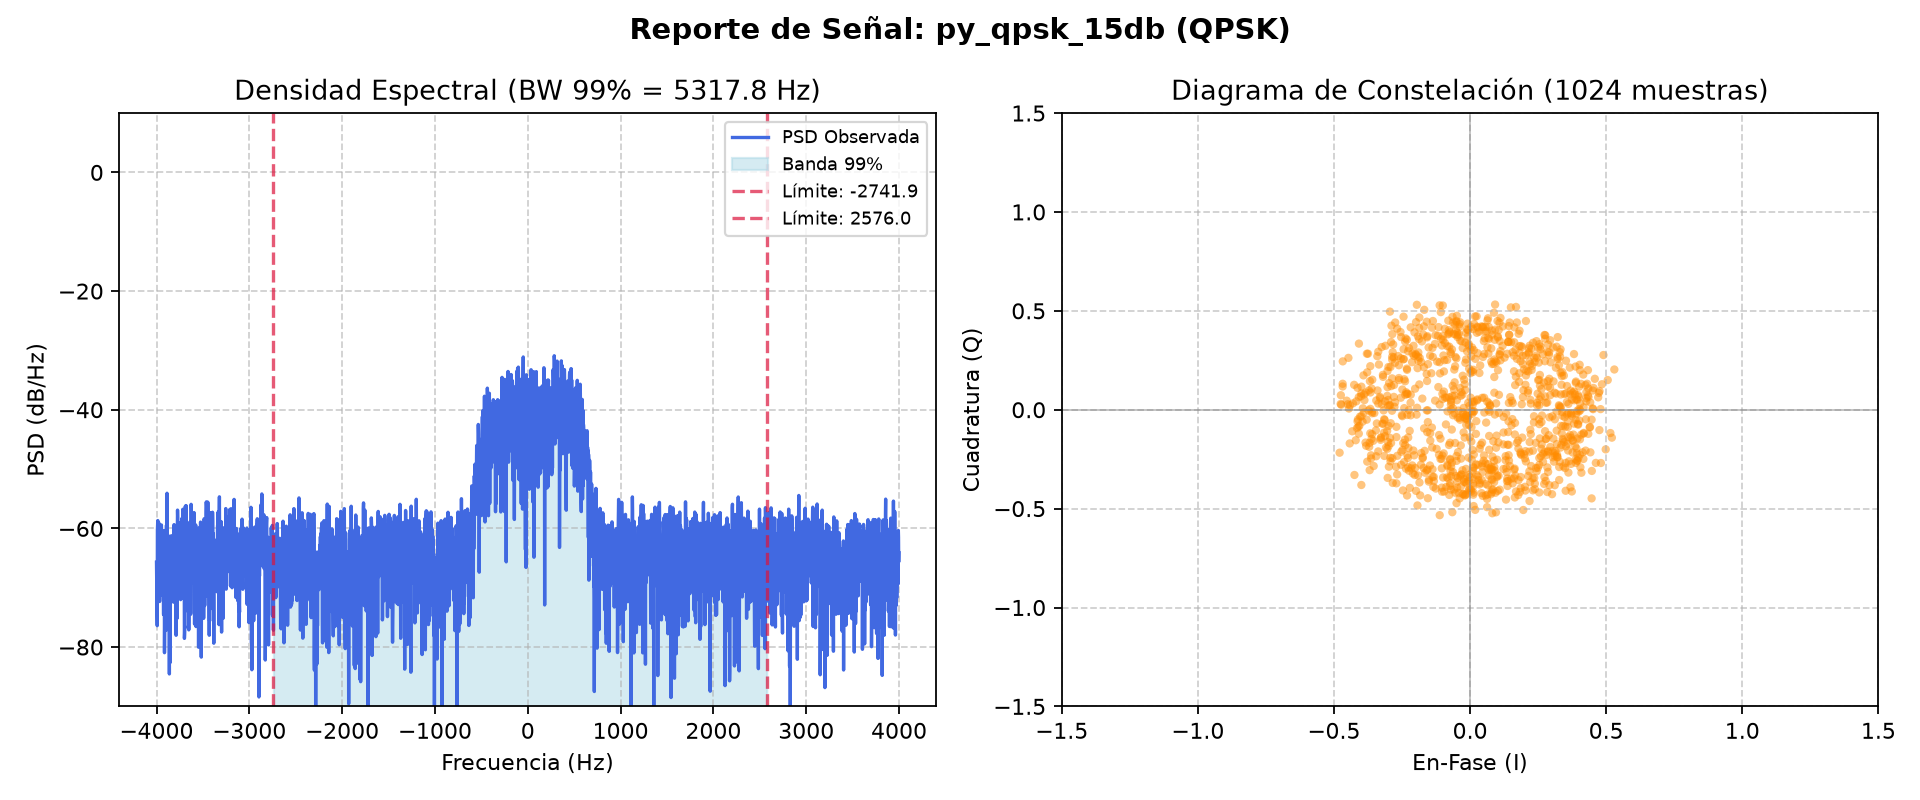 Reporte de Señal: py_qpsk_15db (QPSK)
Densidad Espectral (BW 99% = 5317.8 Hz)
PSD Observada
Banda 99%
Límite: -2741.9
Límite: 2576.0
0
−20
−40
−60
−80
PSD (dB/Hz)
−4000 −3000 −2000 −1000 0 1000 2000 3000 4000
Frecuencia (Hz)
Diagrama de Constelación (1024 muestras)
1.5
1.0
0.5
0.0
−0.5
−1.0
−1.5
Cuadratura (Q)
−1.5 −1.0 −0.5 0.0 0.5 1.0 1.5
En-Fase (I)